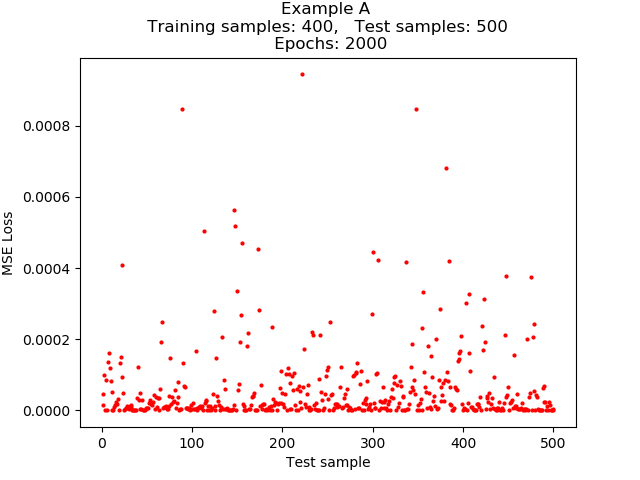 Example A
Training samples: 400,   Test samples: 500
Epochs: 2000
0.0008
0.0006
0.0004
0.0002
0.0000
MSE Loss
0 100 200 300 400 500
Test sample